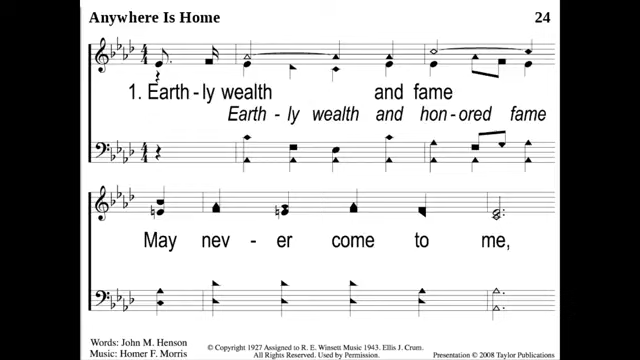 Anywhere Is Home 24
1. Earth - ly wealth and fame
Earth - ly wealth and hon - ored fame
May nev - er come to me,
Words: John M. Henson
Music: Homer F. Morris
© Copyright 1927 Assigned to R. E. Winsett Music 1943. Ellis J. Crum.
All Rights Reserved. Used by Permission.
Presentation © 2008 Taylor Publications